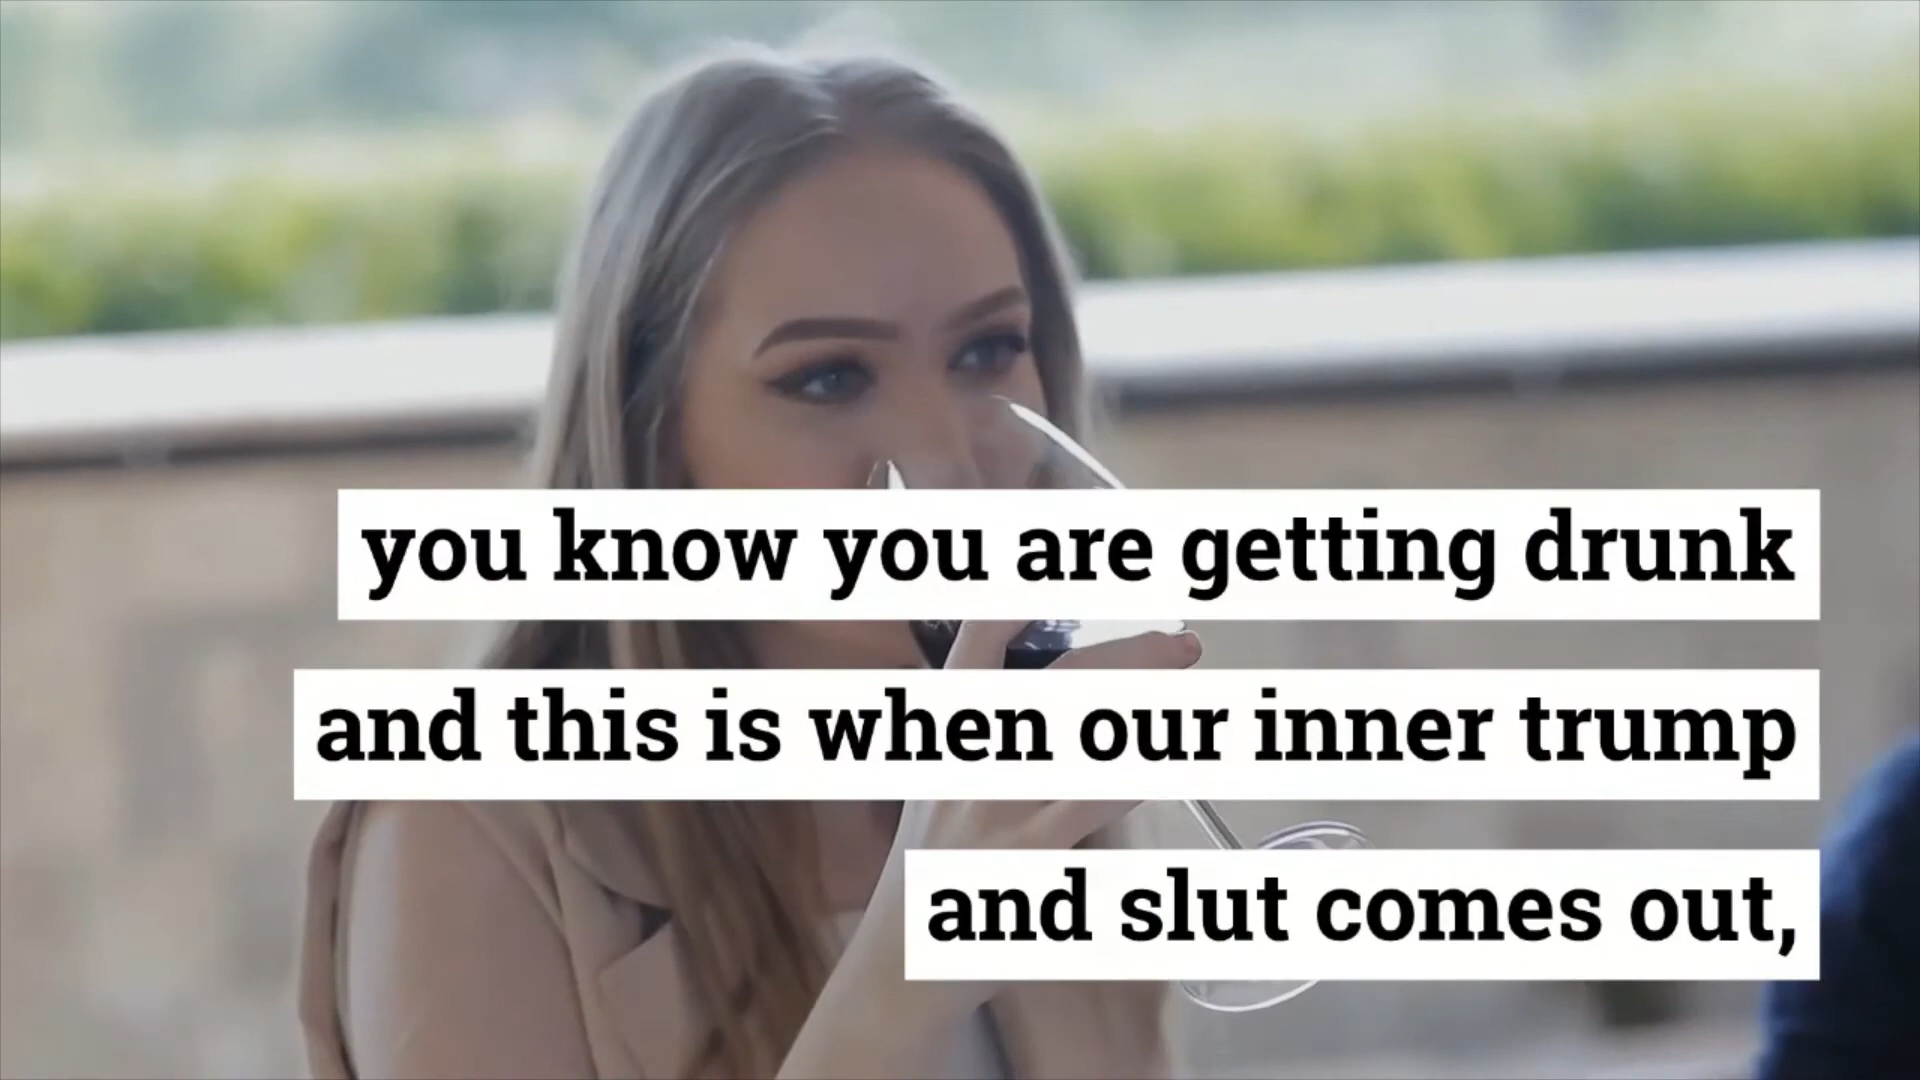 you know you are getting drunk
and this is when our inner trump
and slut comes out,